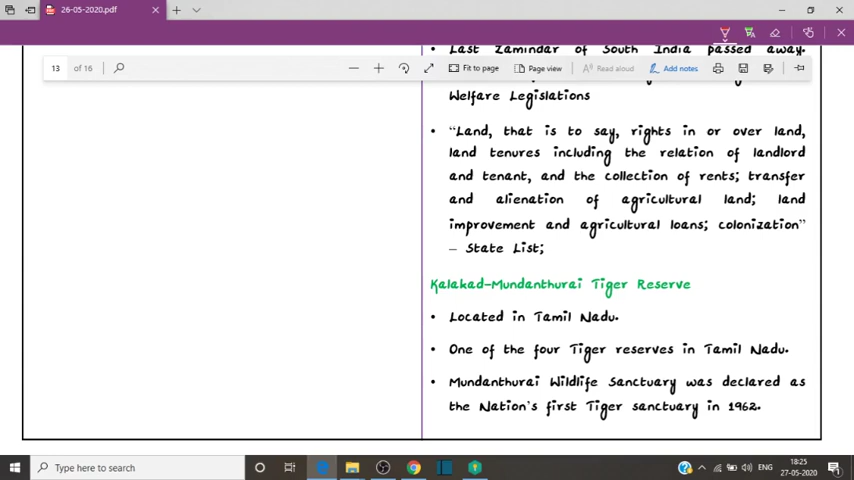 26-05-2020.pdf
Last Zamindar of South India passed away.
13 of 16
Fit to page
Page view
Read aloud
Add notes
Welfare Legislations
• "Land, that is to say, rights in or over land,
land tenures including the relation of landlord
and tenant, and the collection of rents; transfer
and alienation of agricultural land; land
improvement and agricultural loans; colonization"
– State List;
Kalakad-Mundanthurai Tiger Reserve
• Located in Tamil Nadu.
• One of the four Tiger reserves in Tamil Nadu.
• Mundanthurai Wildlife Sanctuary was declared as
the Nation's first Tiger sanctuary in 1962.
Type here to search
ENG
18:25
27-05-2020